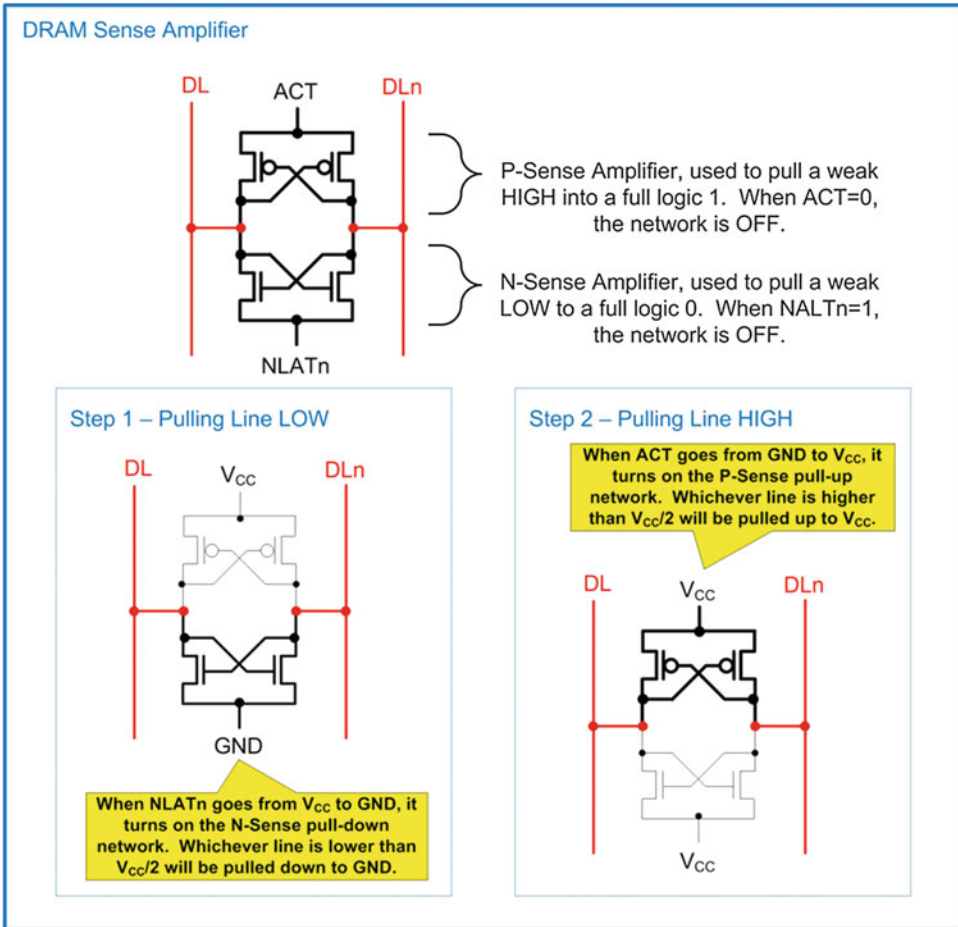 DRAM Sense Amplifier
DL
ACT
DLn
P-Sense Amplifier, used to pull a weak
HIGH into a full logic 1. When ACT=0,
the network is OFF.
N-Sense Amplifier, used to pull a weak
LOW to a full logic 0. When NALTn=1,
the network is OFF.
NLATn
Step 1 – Pulling Line LOW
DL
VCC
DLn
GND
When NLATn goes from VCC to GND, it
turns on the N-Sense pull-down
network. Whichever line is lower than
VCC/2 will be pulled down to GND.
Step 2 – Pulling Line HIGH
When ACT goes from GND to VCC, it
turns on the P-Sense pull-up
network. Whichever line is higher
than VCC/2 will be pulled up to VCC.
DL
VCC
DLn
VCC